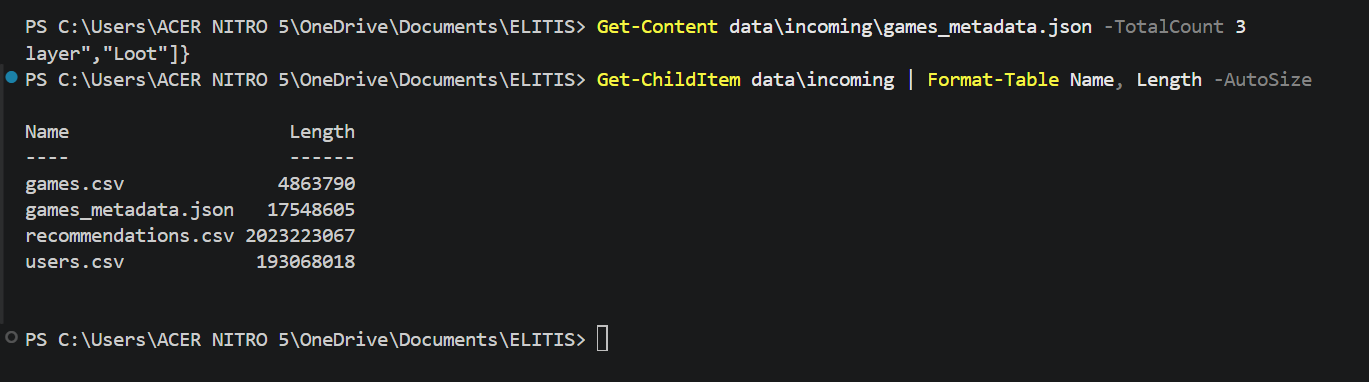 PS C:\Users\ACER NITRO 5\OneDrive\Documents\ELITIS> Get-Content data\incoming\games_metadata.json -TotalCount 3
layer","Loot"]}
PS C:\Users\ACER NITRO 5\OneDrive\Documents\ELITIS> Get-ChildItem data\incoming | Format-Table Name, Length -AutoSize
Name Length
---- ------
games.csv 4863790
games_metadata.json 17548605
recommendations.csv 2023223067
users.csv 193068018
PS C:\Users\ACER NITRO 5\OneDrive\Documents\ELITIS>